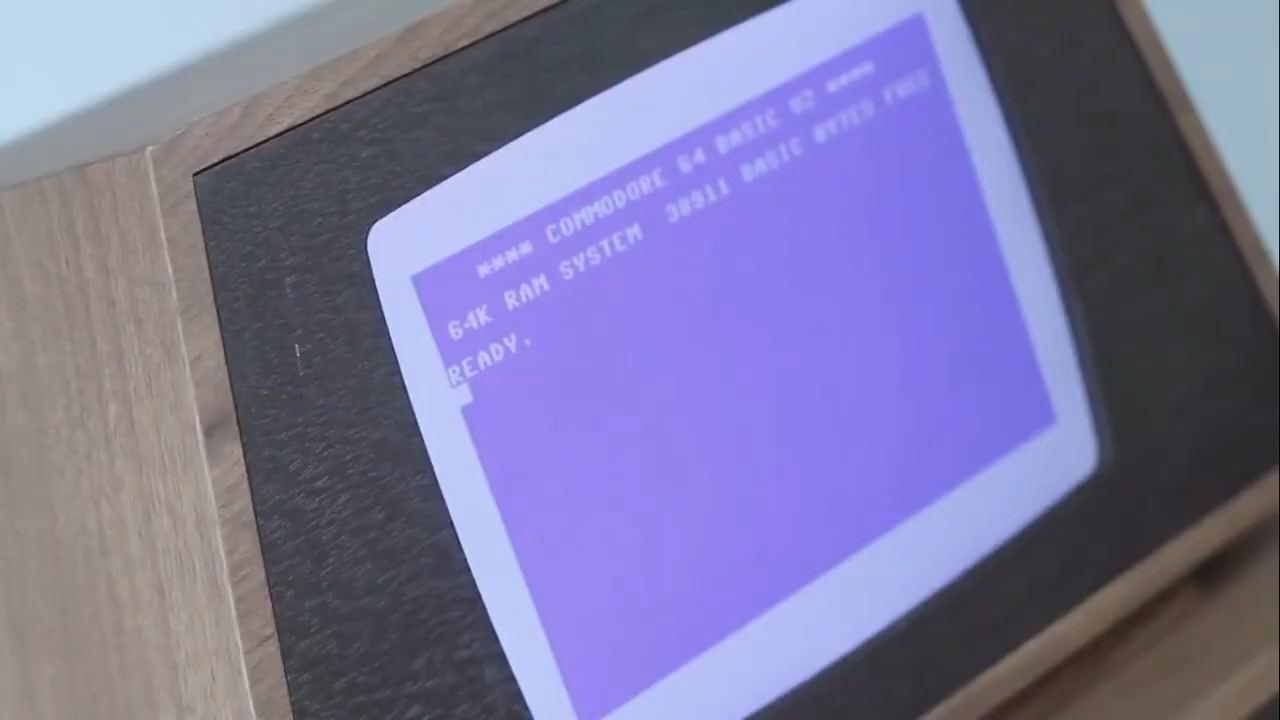 **** COMMODORE 64 BASIC V2 ****
64K RAM SYSTEM 38911 BASIC BYTES FREE
READY.